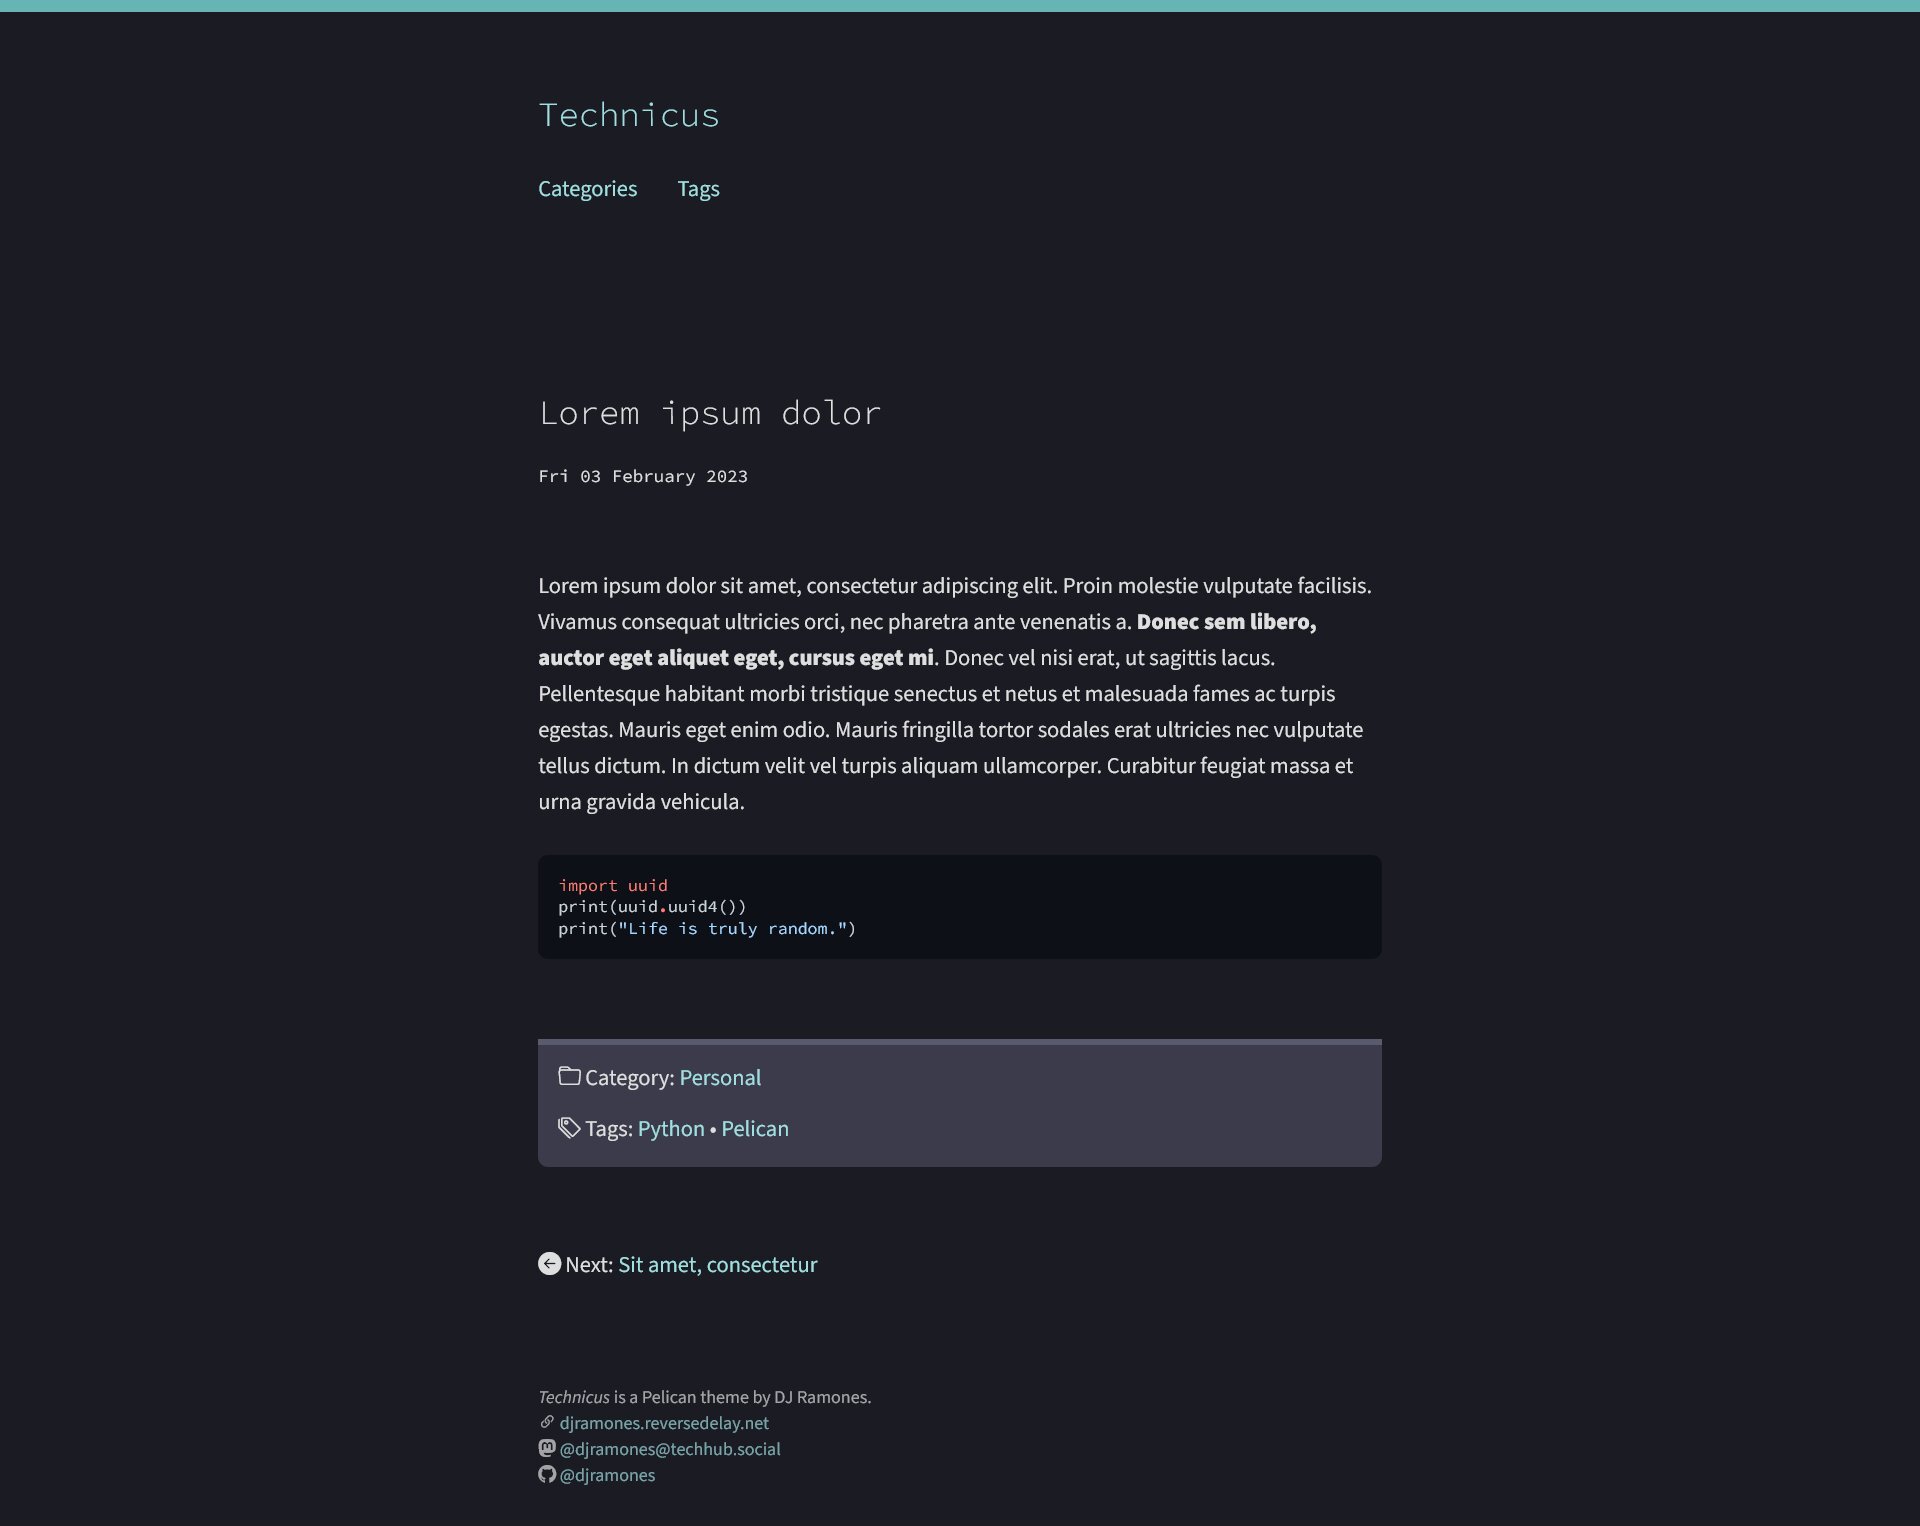 Technicus
Categories Tags
Lorem ipsum dolor
Fri 03 February 2023
Lorem ipsum dolor sit amet, consectetur adipiscing elit. Proin molestie vulputate facilisis.
Vivamus consequat ultricies orci, nec pharetra ante venenatis a. Donec sem libero,
auctor eget aliquet eget, cursus eget mi. Donec vel nisi erat, ut sagittis lacus.
Pellentesque habitant morbi tristique senectus et netus et malesuada fames ac turpis
egestas. Mauris eget enim odio. Mauris fringilla tortor sodales erat ultricies nec vulputate
tellus dictum. In dictum velit vel turpis aliquam ullamcorper. Curabitur feugiat massa et
urna gravida vehicula.
import uuid
print(uuid.uuid4())
print("Life is truly random.")
Category: Personal
Tags: Python • Pelican
Next: Sit amet, consectetur
Technicus is a Pelican theme by DJ Ramones.
djramones.reversedelay.net
@djramones@techhub.social
@djramones